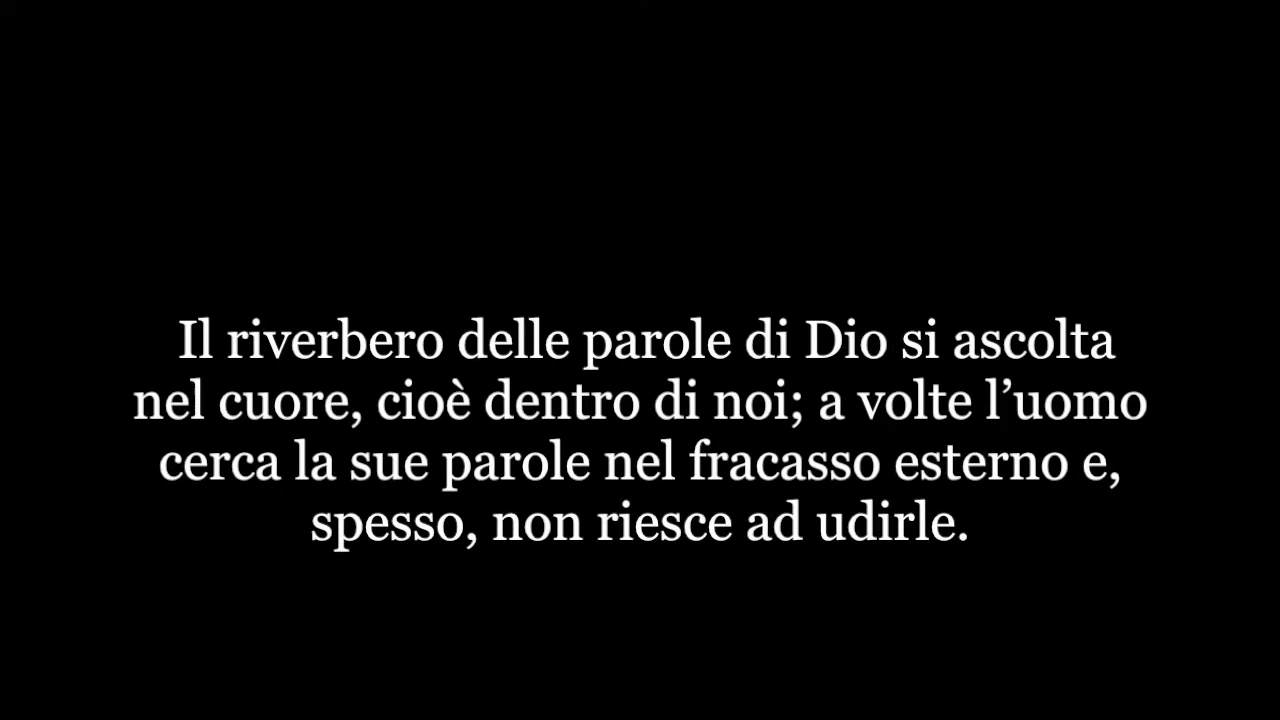 Il riverbero delle parole di Dio si ascolta
nel cuore, cioè dentro di noi; a volte l’uomo
cerca la sue parole nel fracasso esterno e,
spesso, non riesce ad udirle.